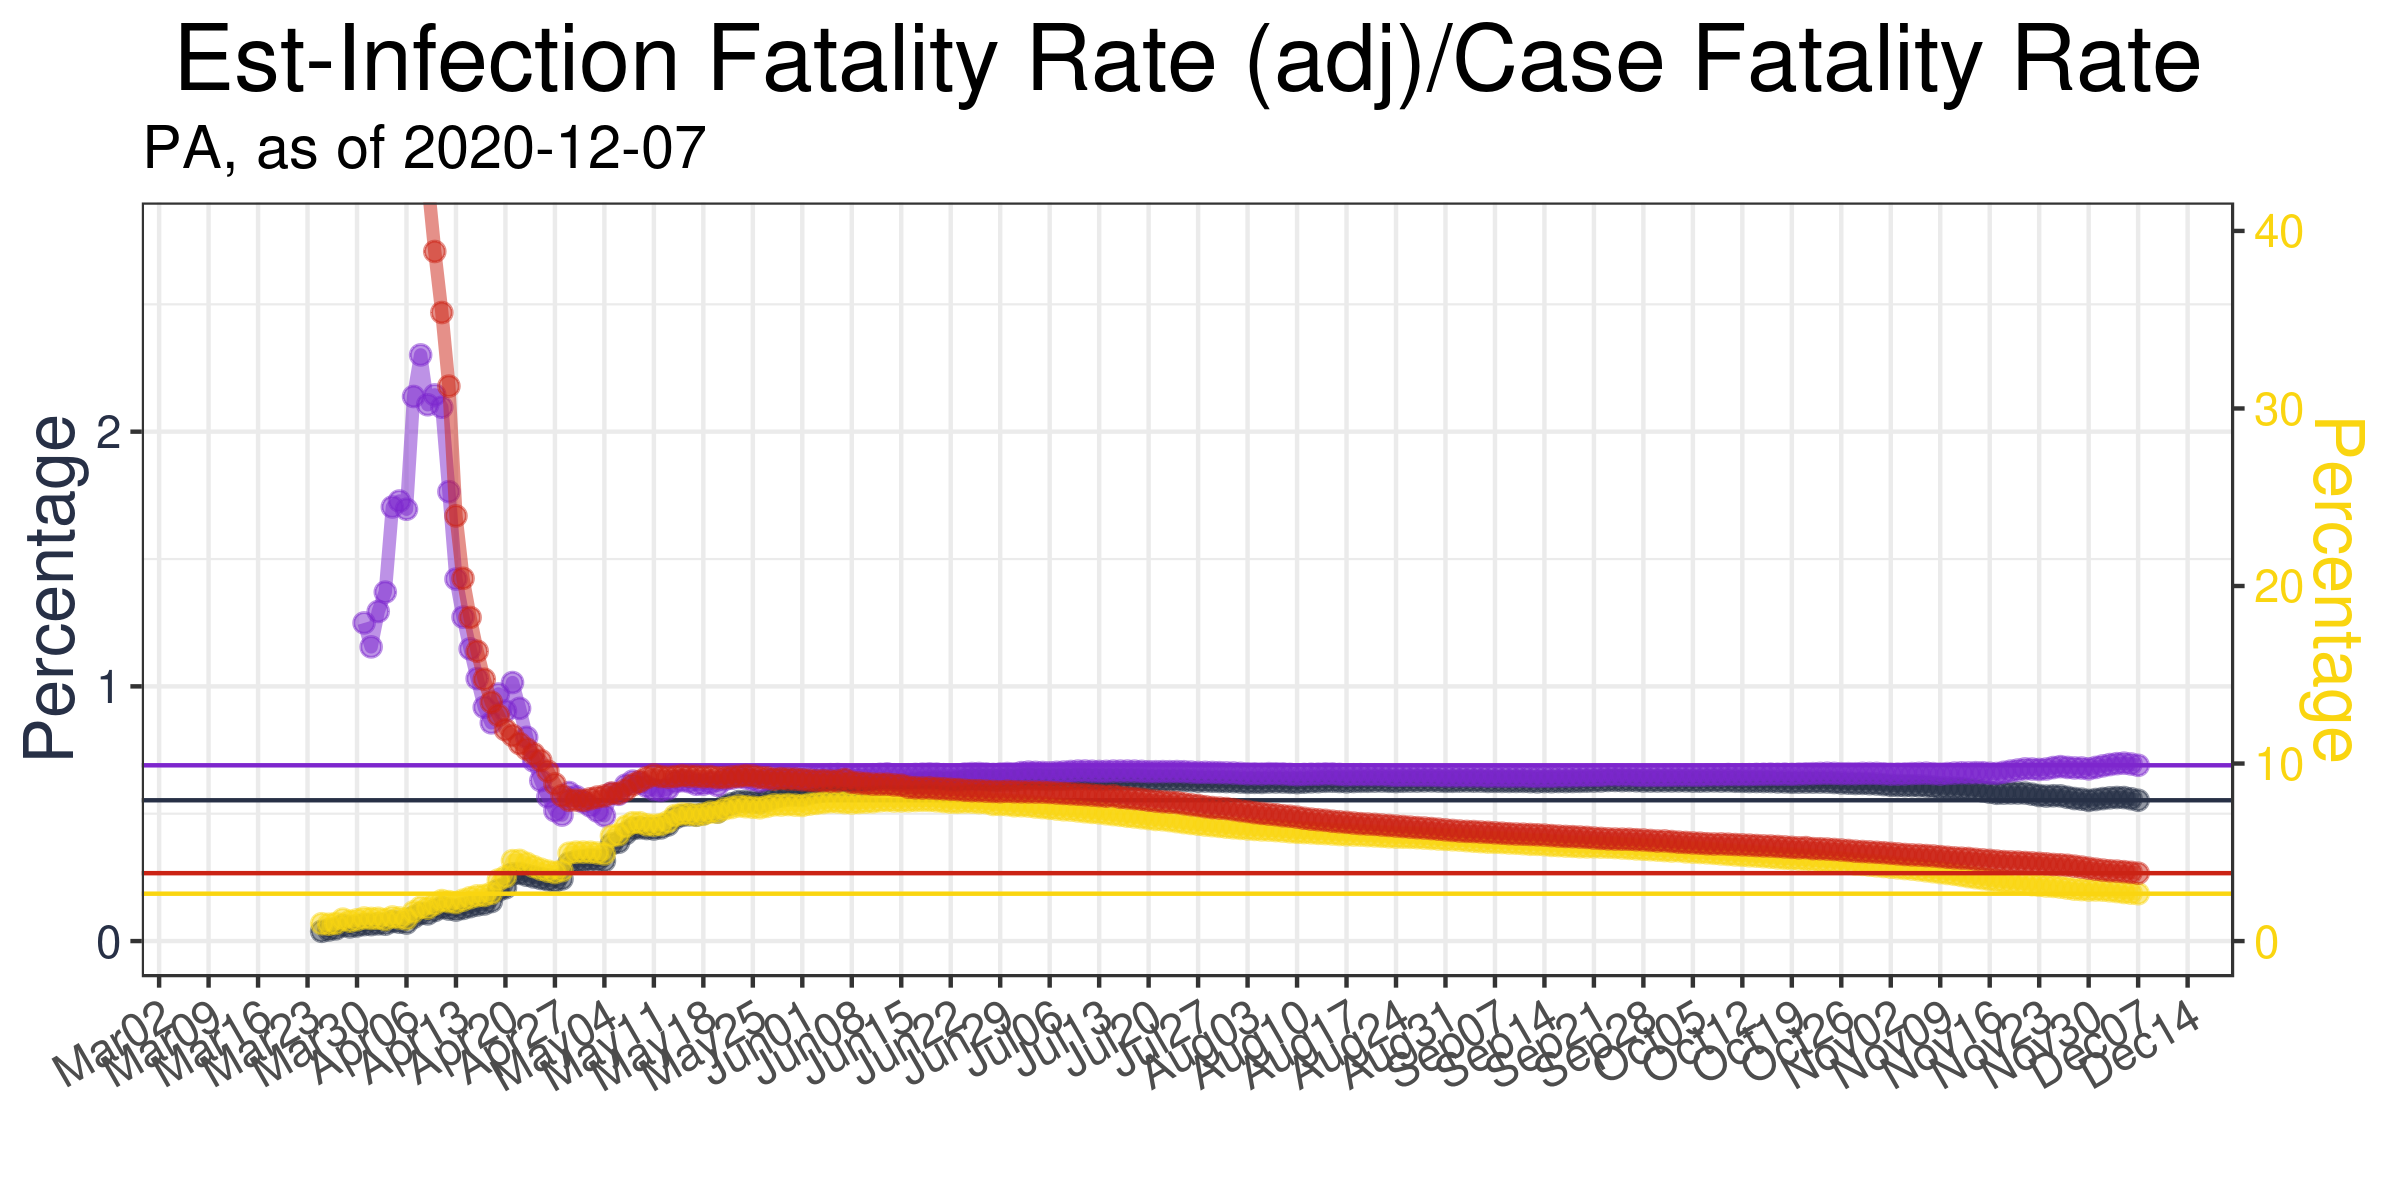 Est-Infection Fatality Rate (adj)/Case Fatality Rate
PA, as of 2020-12-07
Percentage
2
1
0
40
30
20
10
0
Percentage
Mar02
Mar09
Mar16
Mar23
Mar30
Apr06
Apr13
Apr20
Apr27
May04
May11
May18
May25
Jun01
Jun08
Jun15
Jun22
Jun29
Jul06
Jul13
Jul20
Jul27
Aug03
Aug10
Aug17
Aug24
Aug31
Sep07
Sep14
Sep21
Sep28
Oct05
Oct12
Oct19
Oct26
Nov02
Nov09
Nov16
Nov23
Nov30
Dec07
Dec14